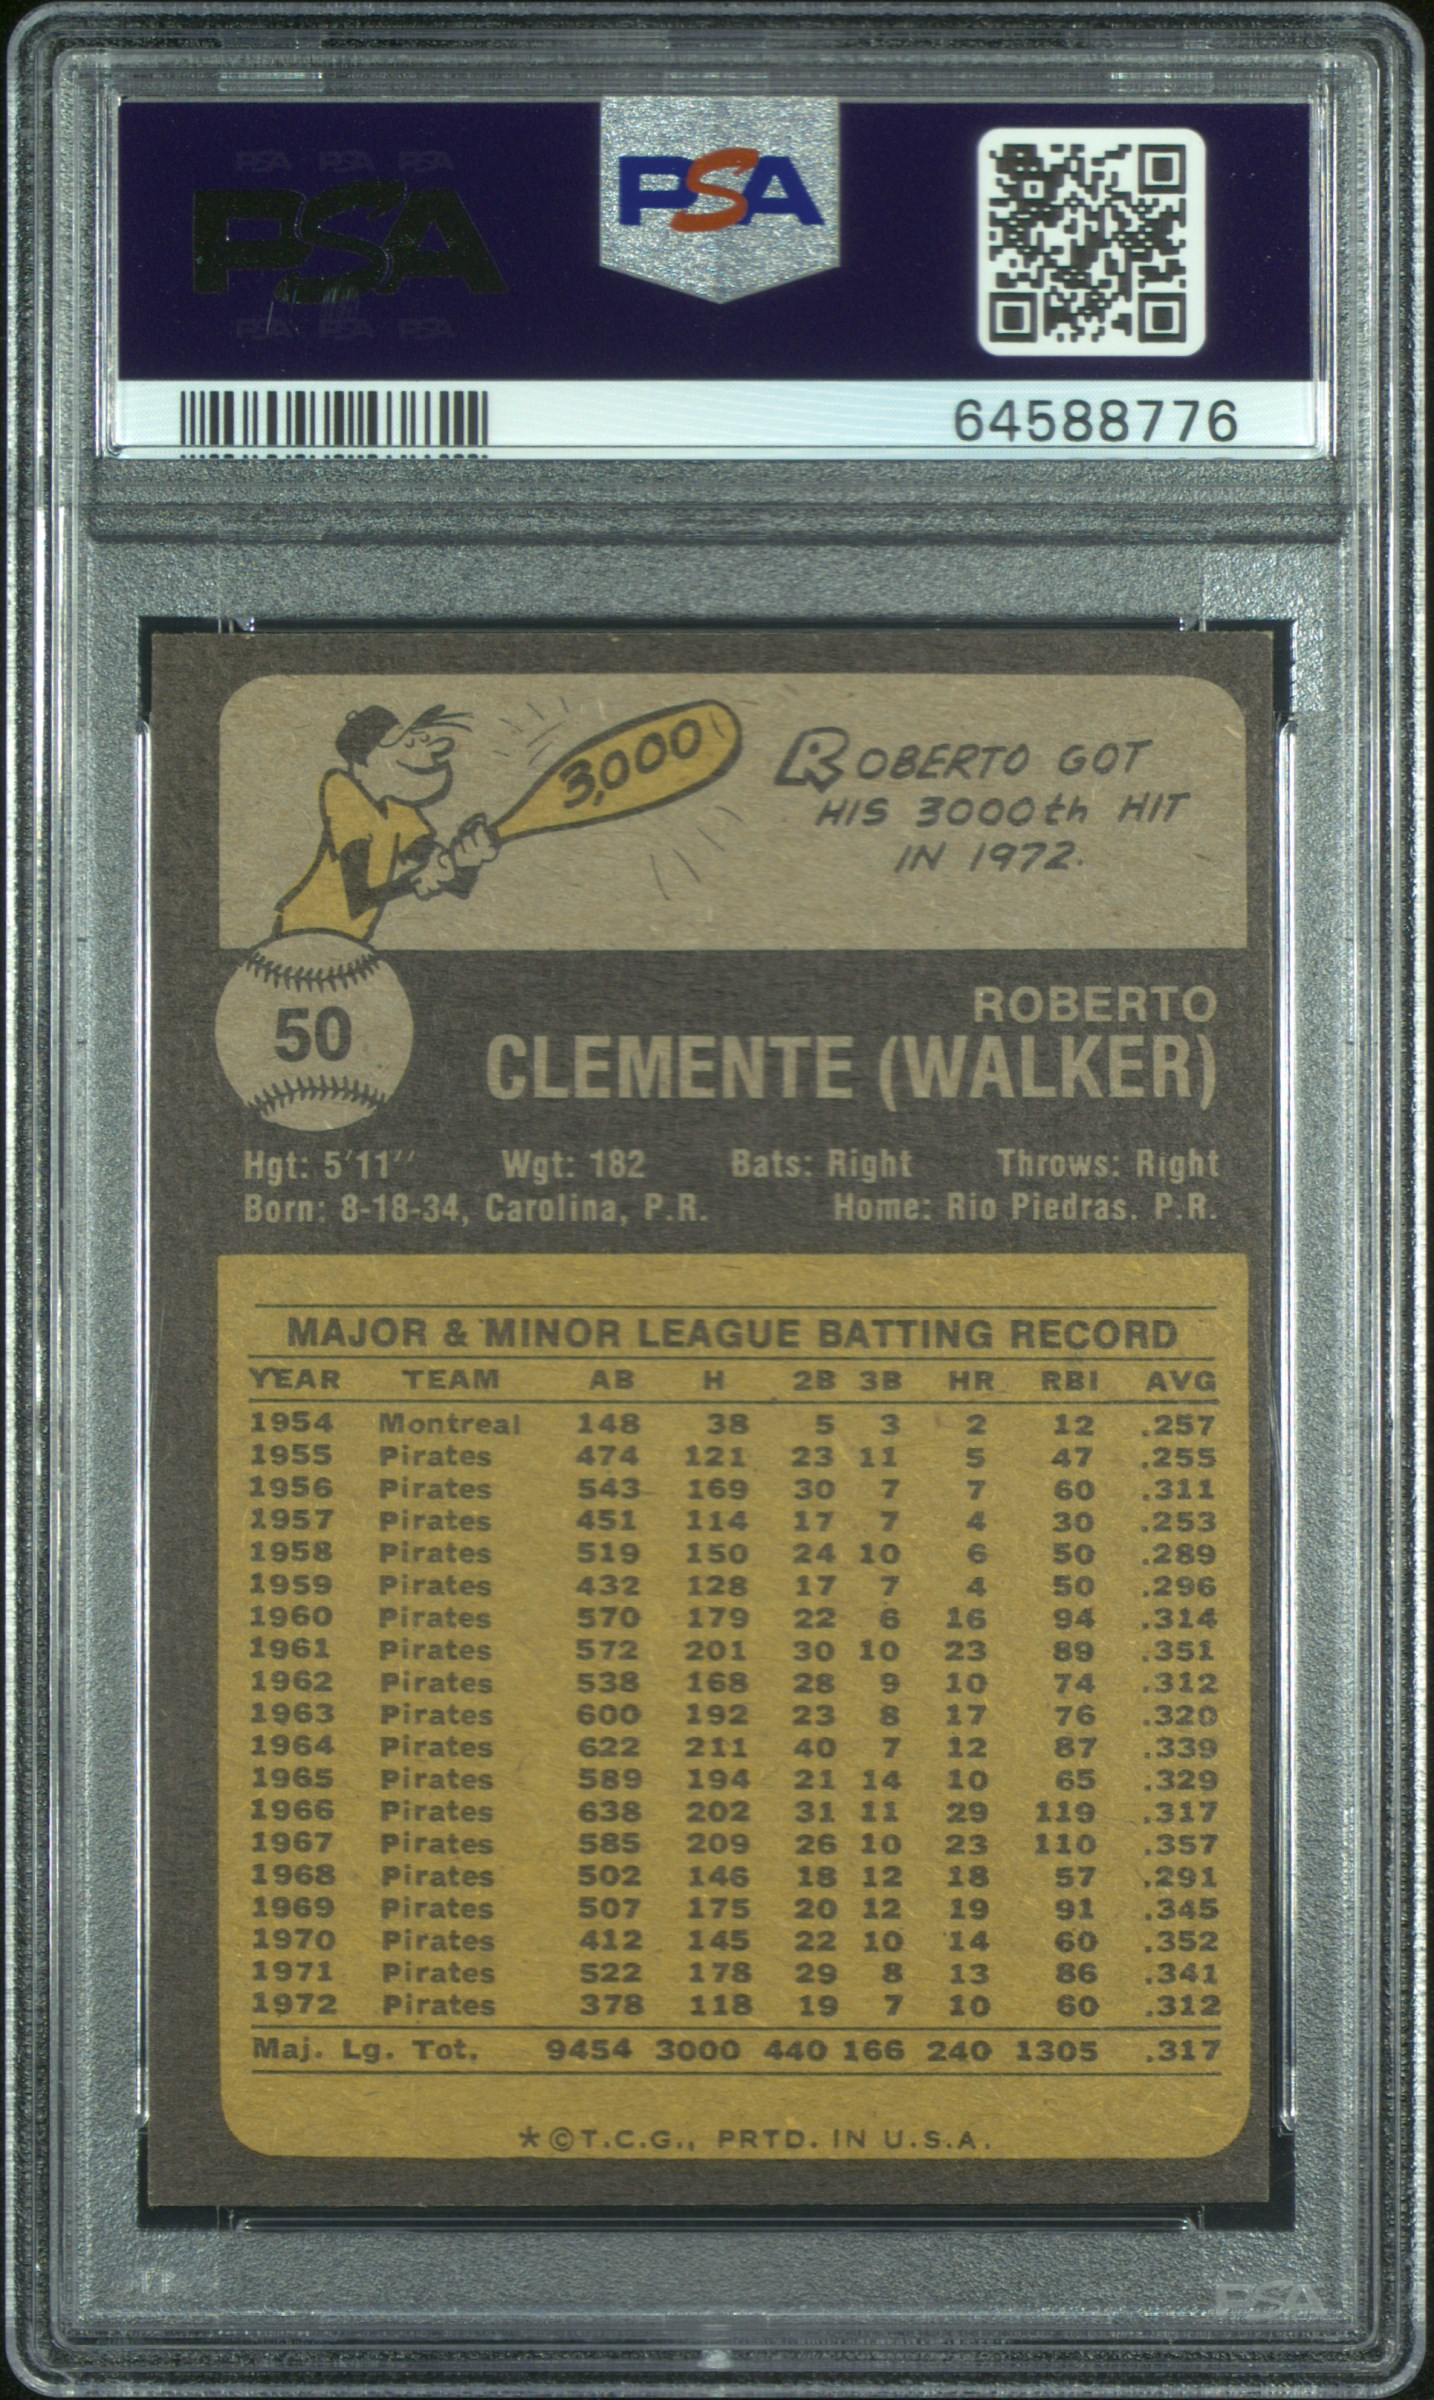 PSA PSA PSA
PSA
PSA PSA PSA
PSA
64588776
3,000
ROBERTO GOT
HIS 3000th HIT
IN 1972.
50
ROBERTO
CLEMENTE (WALKER)
Hgt: 5'11" Wgt: 182 Bats: Right Throws: Right
Born: 8-18-34, Carolina, P.R. Home: Rio Piedras. P.R.
MAJOR & MINOR LEAGUE BATTING RECORD
YEAR TEAM AB H 2B 3B HR RBI AVG
1954 Montreal 148 38 5 3 2 12 .257
1955 Pirates 474 121 23 11 5 47 .255
1956 Pirates 543 169 30 7 7 60 .311
1957 Pirates 451 114 17 7 4 30 .253
1958 Pirates 519 150 24 10 6 50 .289
1959 Pirates 432 128 17 7 4 50 .296
1960 Pirates 570 179 22 6 16 94 .314
1961 Pirates 572 201 30 10 23 89 .351
1962 Pirates 538 168 28 9 10 74 .312
1963 Pirates 600 192 23 8 17 76 .320
1964 Pirates 622 211 40 7 12 87 .339
1965 Pirates 589 194 21 14 10 65 .329
1966 Pirates 638 202 31 11 29 119 .317
1967 Pirates 585 209 26 10 23 110 .357
1968 Pirates 502 146 18 12 18 57 .291
1969 Pirates 507 175 20 12 19 91 .345
1970 Pirates 412 145 22 10 14 60 .352
1971 Pirates 522 178 29 8 13 86 .341
1972 Pirates 378 118 19 7 10 60 .312
Maj. Lg. Tot. 9454 3000 440 166 240 1305 .317
*©T.C.G., PRTD. IN U.S.A.
PSA